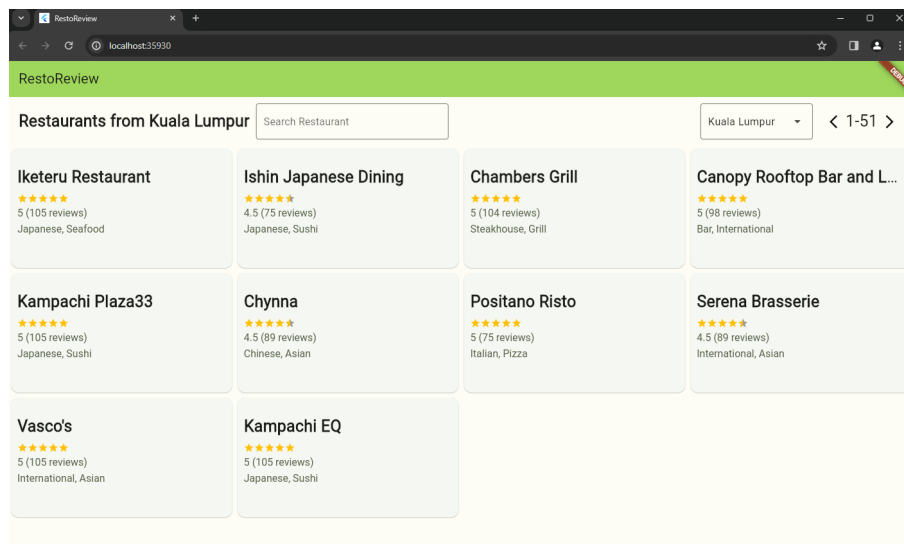 RestoReview
localhost:35930
RestoReview
DEBUG
Restaurants from Kuala Lumpur
Search Restaurant
Kuala Lumpur
1-51
Iketeru Restaurant
5 (105 reviews)
Japanese, Seafood
Ishin Japanese Dining
4.5 (75 reviews)
Japanese, Sushi
Chambers Grill
5 (104 reviews)
Steakhouse, Grill
Canopy Rooftop Bar and L...
5 (98 reviews)
Bar, International
Kampachi Plaza33
5 (105 reviews)
Japanese, Sushi
Chynna
4.5 (89 reviews)
Chinese, Asian
Positano Risto
5 (75 reviews)
Italian, Pizza
Serena Brasserie
4.5 (89 reviews)
International, Asian
Vasco's
5 (105 reviews)
International, Asian
Kampachi EQ
5 (105 reviews)
Japanese, Sushi